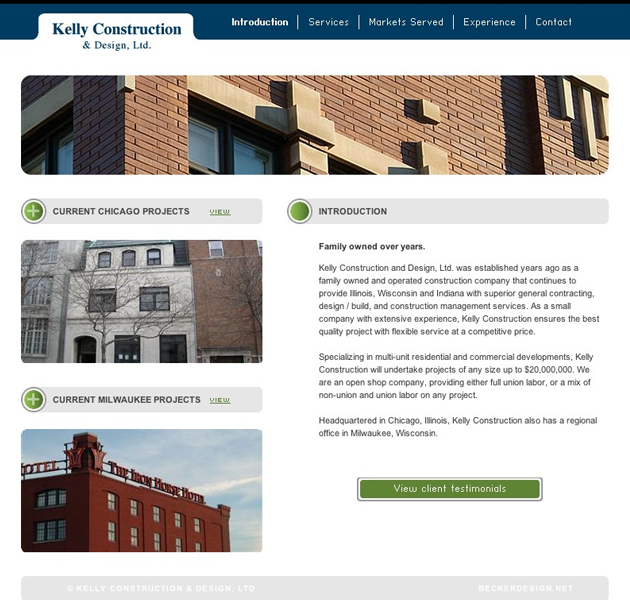 Kelly Construction
& Design, Ltd.
Introduction
Services
Markets Served
Experience
Contact
CURRENT CHICAGO PROJECTS VIEW
CURRENT MILWAUKEE PROJECTS VIEW
HOTEL THE IRON HORSE HOTEL
INTRODUCTION
Family owned over years.
Kelly Construction and Design, Ltd. was established years ago as a
family owned and operated construction company that continues to
provide Illinois, Wisconsin and Indiana with superior general contracting,
design / build, and construction management services. As a small
company with extensive experience, Kelly Construction ensures the best
quality project with flexible service at a competitive price.
Specializing in multi-unit residential and commercial developments, Kelly
Construction will undertake projects of any size up to $20,000,000. We
are an open shop company, providing either full union labor, or a mix of
non-union and union labor on any project.
Headquartered in Chicago, Illinois, Kelly Construction also has a regional
office in Milwaukee, Wisconsin.
View client testimonials
© KELLY CONSTRUCTION & DESIGN, LTD
BECKERDESIGN.NET